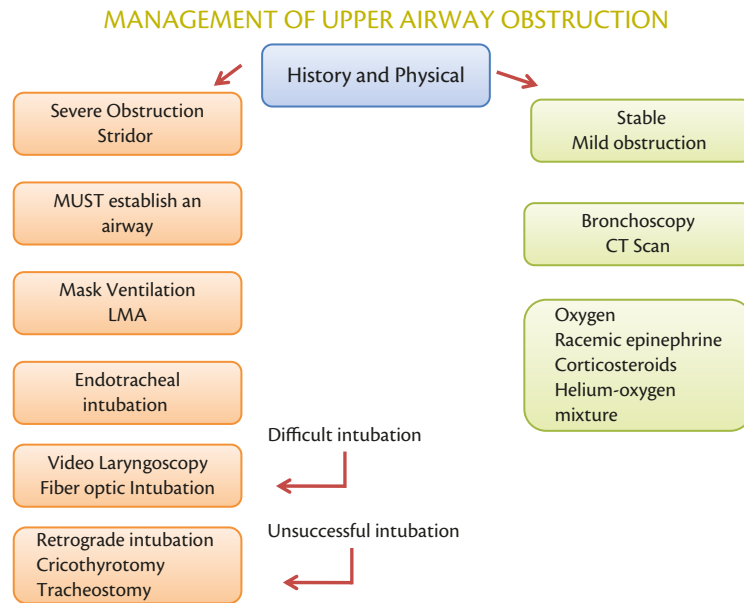 MANAGEMENT OF UPPER AIRWAY OBSTRUCTION
History and Physical
Severe Obstruction
Stridor
MUST establish an
airway
Mask Ventilation
LMA
Endotracheal
intubation
Difficult intubation
Video Laryngoscopy
Fiber optic Intubation
Unsuccessful intubation
Retrograde intubation
Cricothyrotomy
Tracheostomy
Stable
Mild obstruction
Bronchoscopy
CT Scan
Oxygen
Racemic epinephrine
Corticosteroids
Helium-oxygen
mixture